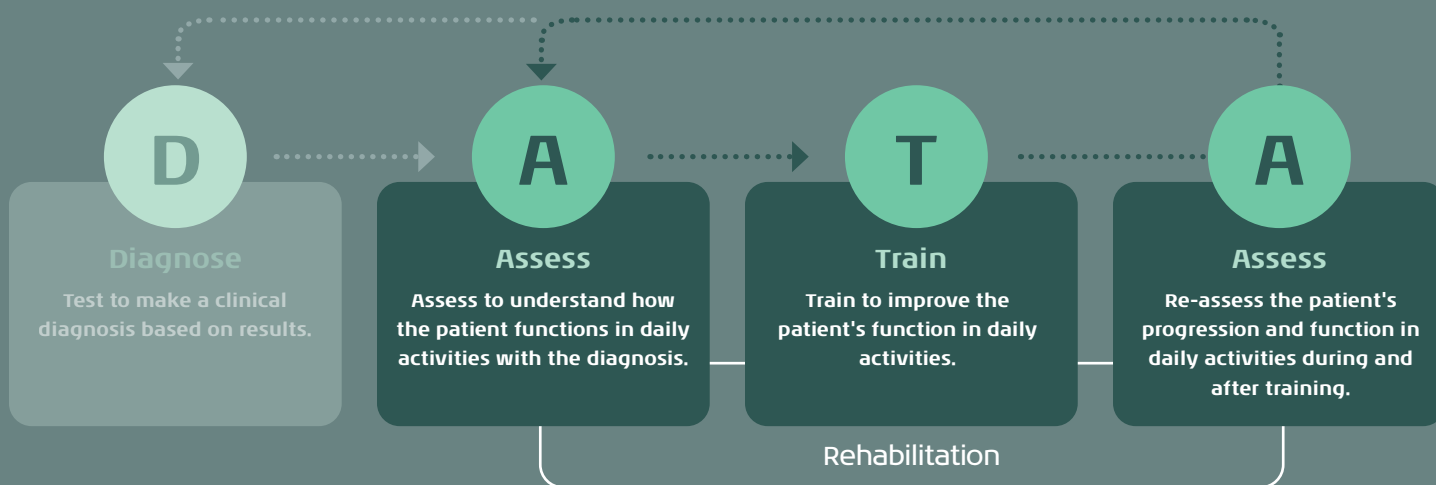 D
Diagnose
Test to make a clinical
diagnosis based on results.
A
Assess
Assess to understand how
the patient functions in daily
activities with the diagnosis.
T
Train
Train to improve the
patient's function in daily
activities.
A
Assess
Re-assess the patient's
progression and function in
daily activities during and
after training.
Rehabilitation